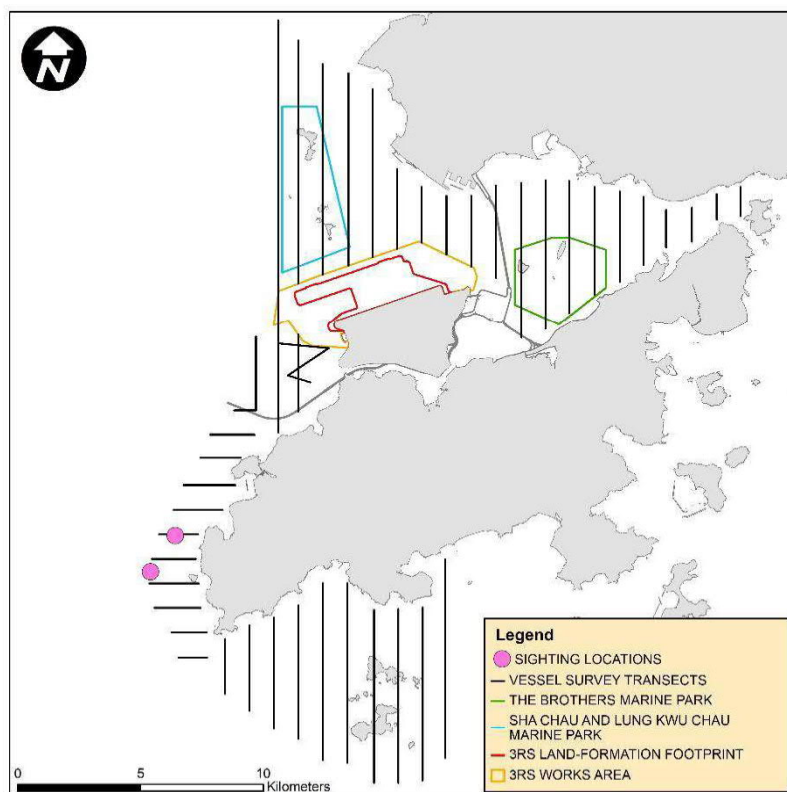 N
Legend
SIGHTING LOCATIONS
VESSEL SURVEY TRANSECTS
THE BROTHERS MARINE PARK
SHA CHAU AND LUNG KWU CHAU
MARINE PARK
3RS LAND-FORMATION FOOTPRINT
3RS WORKS AREA
0 5 10
Kilometers